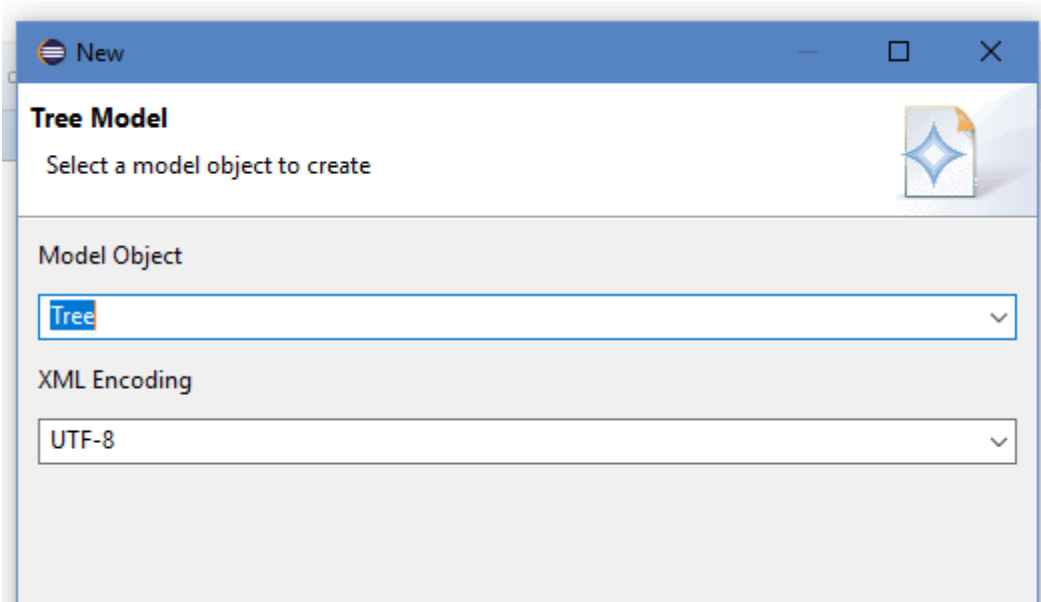 New
Tree Model
Select a model object to create
Model Object
Tree
XML Encoding
UTF-8